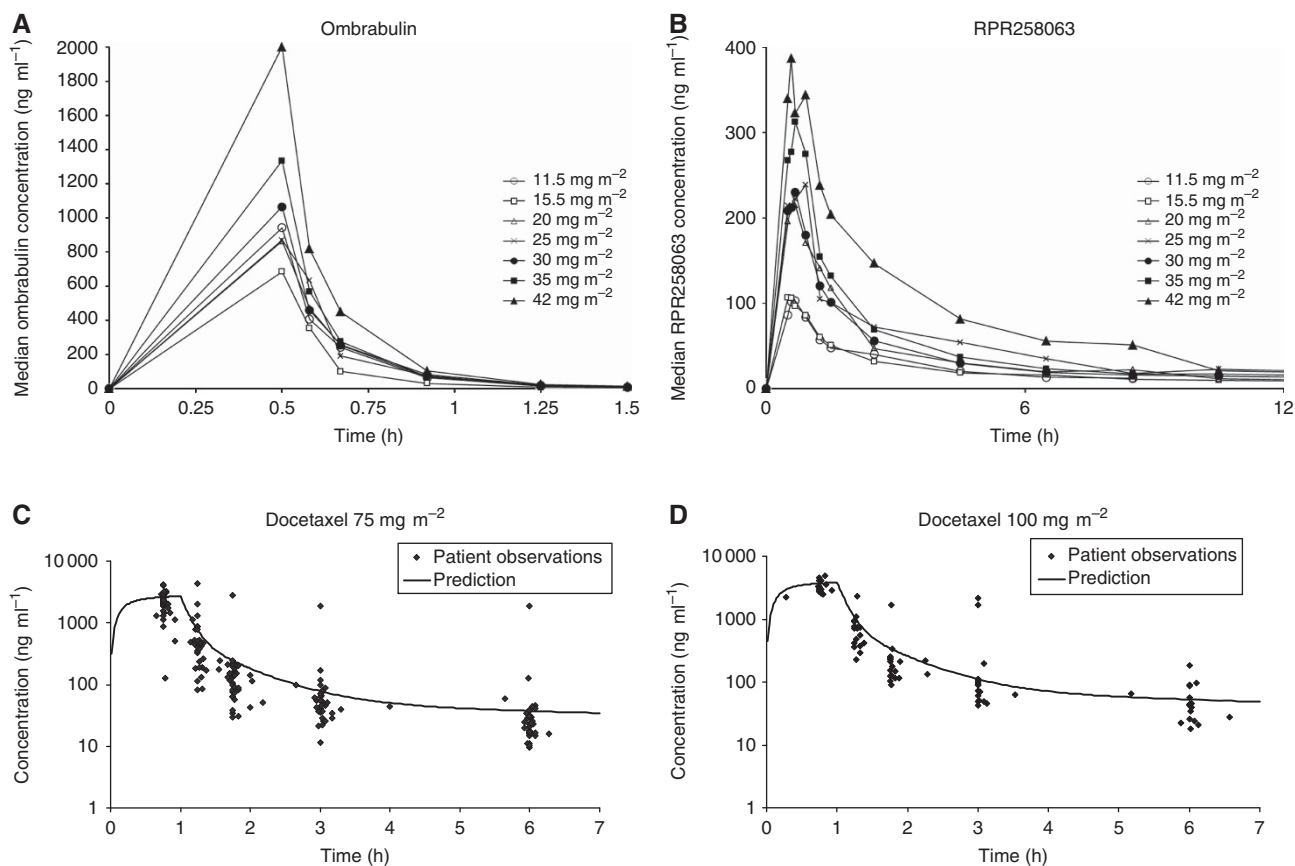 A
Ombrabulin
Median ombrabulin concentration (ng ml⁻¹)
2000
1800
1600
1400
1200
1000
800
600
400
200
0
0 0.25 0.5 0.75 1 1.25 1.5
Time (h)
11.5 mg m⁻²
15.5 mg m⁻²
20 mg m⁻²
25 mg m⁻²
30 mg m⁻²
35 mg m⁻²
42 mg m⁻²
B
RPR258063
Median RPR258063 concentration (ng ml⁻¹)
400
300
200
100
0
0 6 12
Time (h)
11.5 mg m⁻²
15.5 mg m⁻²
20 mg m⁻²
25 mg m⁻²
30 mg m⁻²
35 mg m⁻²
42 mg m⁻²
C
Docetaxel 75 mg m⁻²
Concentration (ng ml⁻¹)
10 000
1000
100
10
1
0 1 2 3 4 5 6 7
Time (h)
Patient observations
Prediction
D
Docetaxel 100 mg m⁻²
Concentration (ng ml⁻¹)
10 000
1000
100
10
1
0 1 2 3 4 5 6 7
Time (h)
Patient observations
Prediction